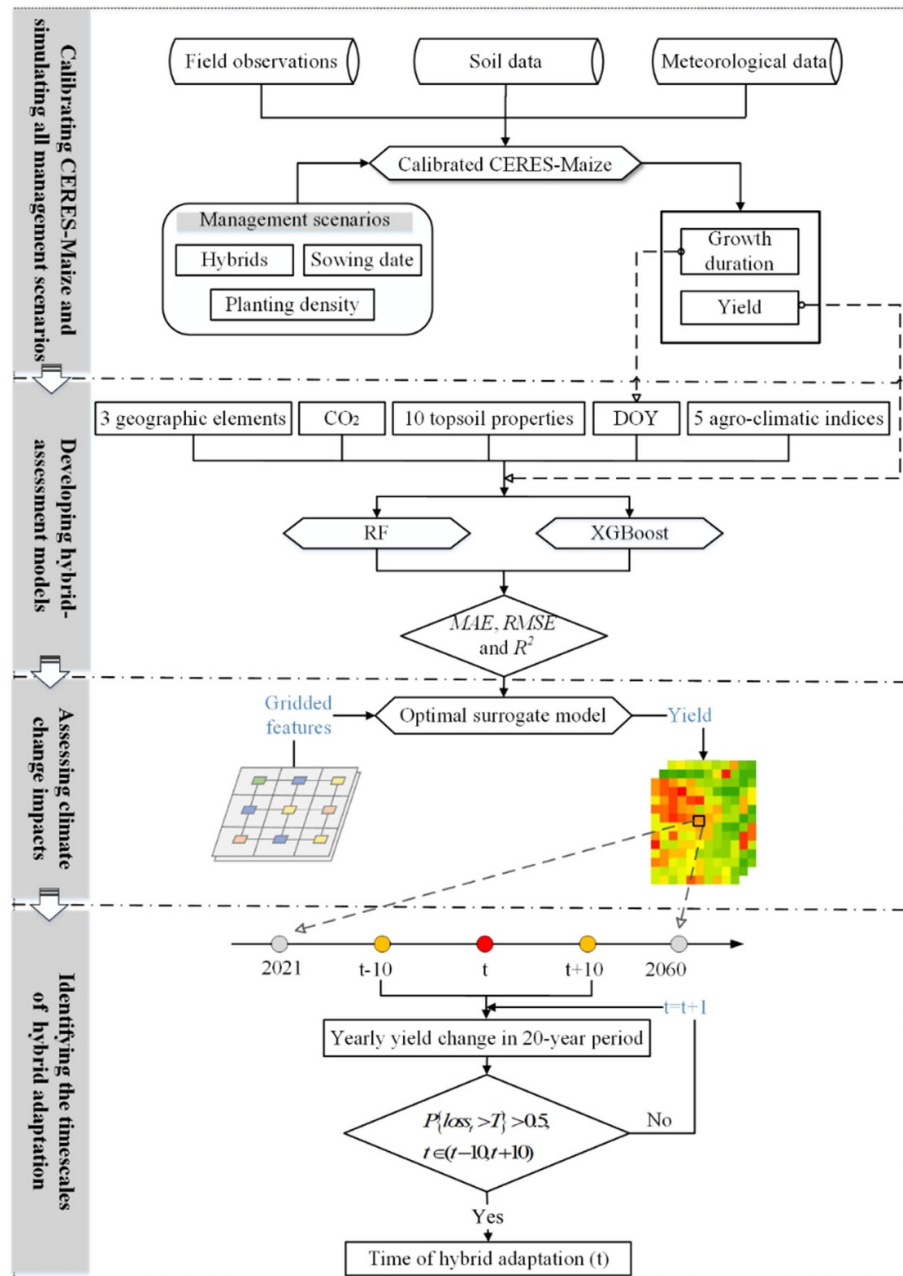 Calibrating CERES-Maize and
simulating all management scenarios
Field observations
Soil data
Meteorological data
Calibrated CERES-Maize
Management scenarios
Hybrids
Sowing date
Planting density
Growth
duration
Yield
Developing hybrid-
assessment models
3 geographic elements
CO₂
10 topsoil properties
DOY
5 agro-climatic indices
RF
XGBoost
MAE, RMSE
and R²
Assessing climate
change impacts
Gridded
features
Optimal surrogate model
Yield
Identifying the timescales
of hybrid adaptation
2021
t-10
t
t+10
2060
t=t+1
Yearly yield change in 20-year period
P{lossₜ>T}>0.5,
t∈(t−10,t+10)
No
Yes
Time of hybrid adaptation (t)